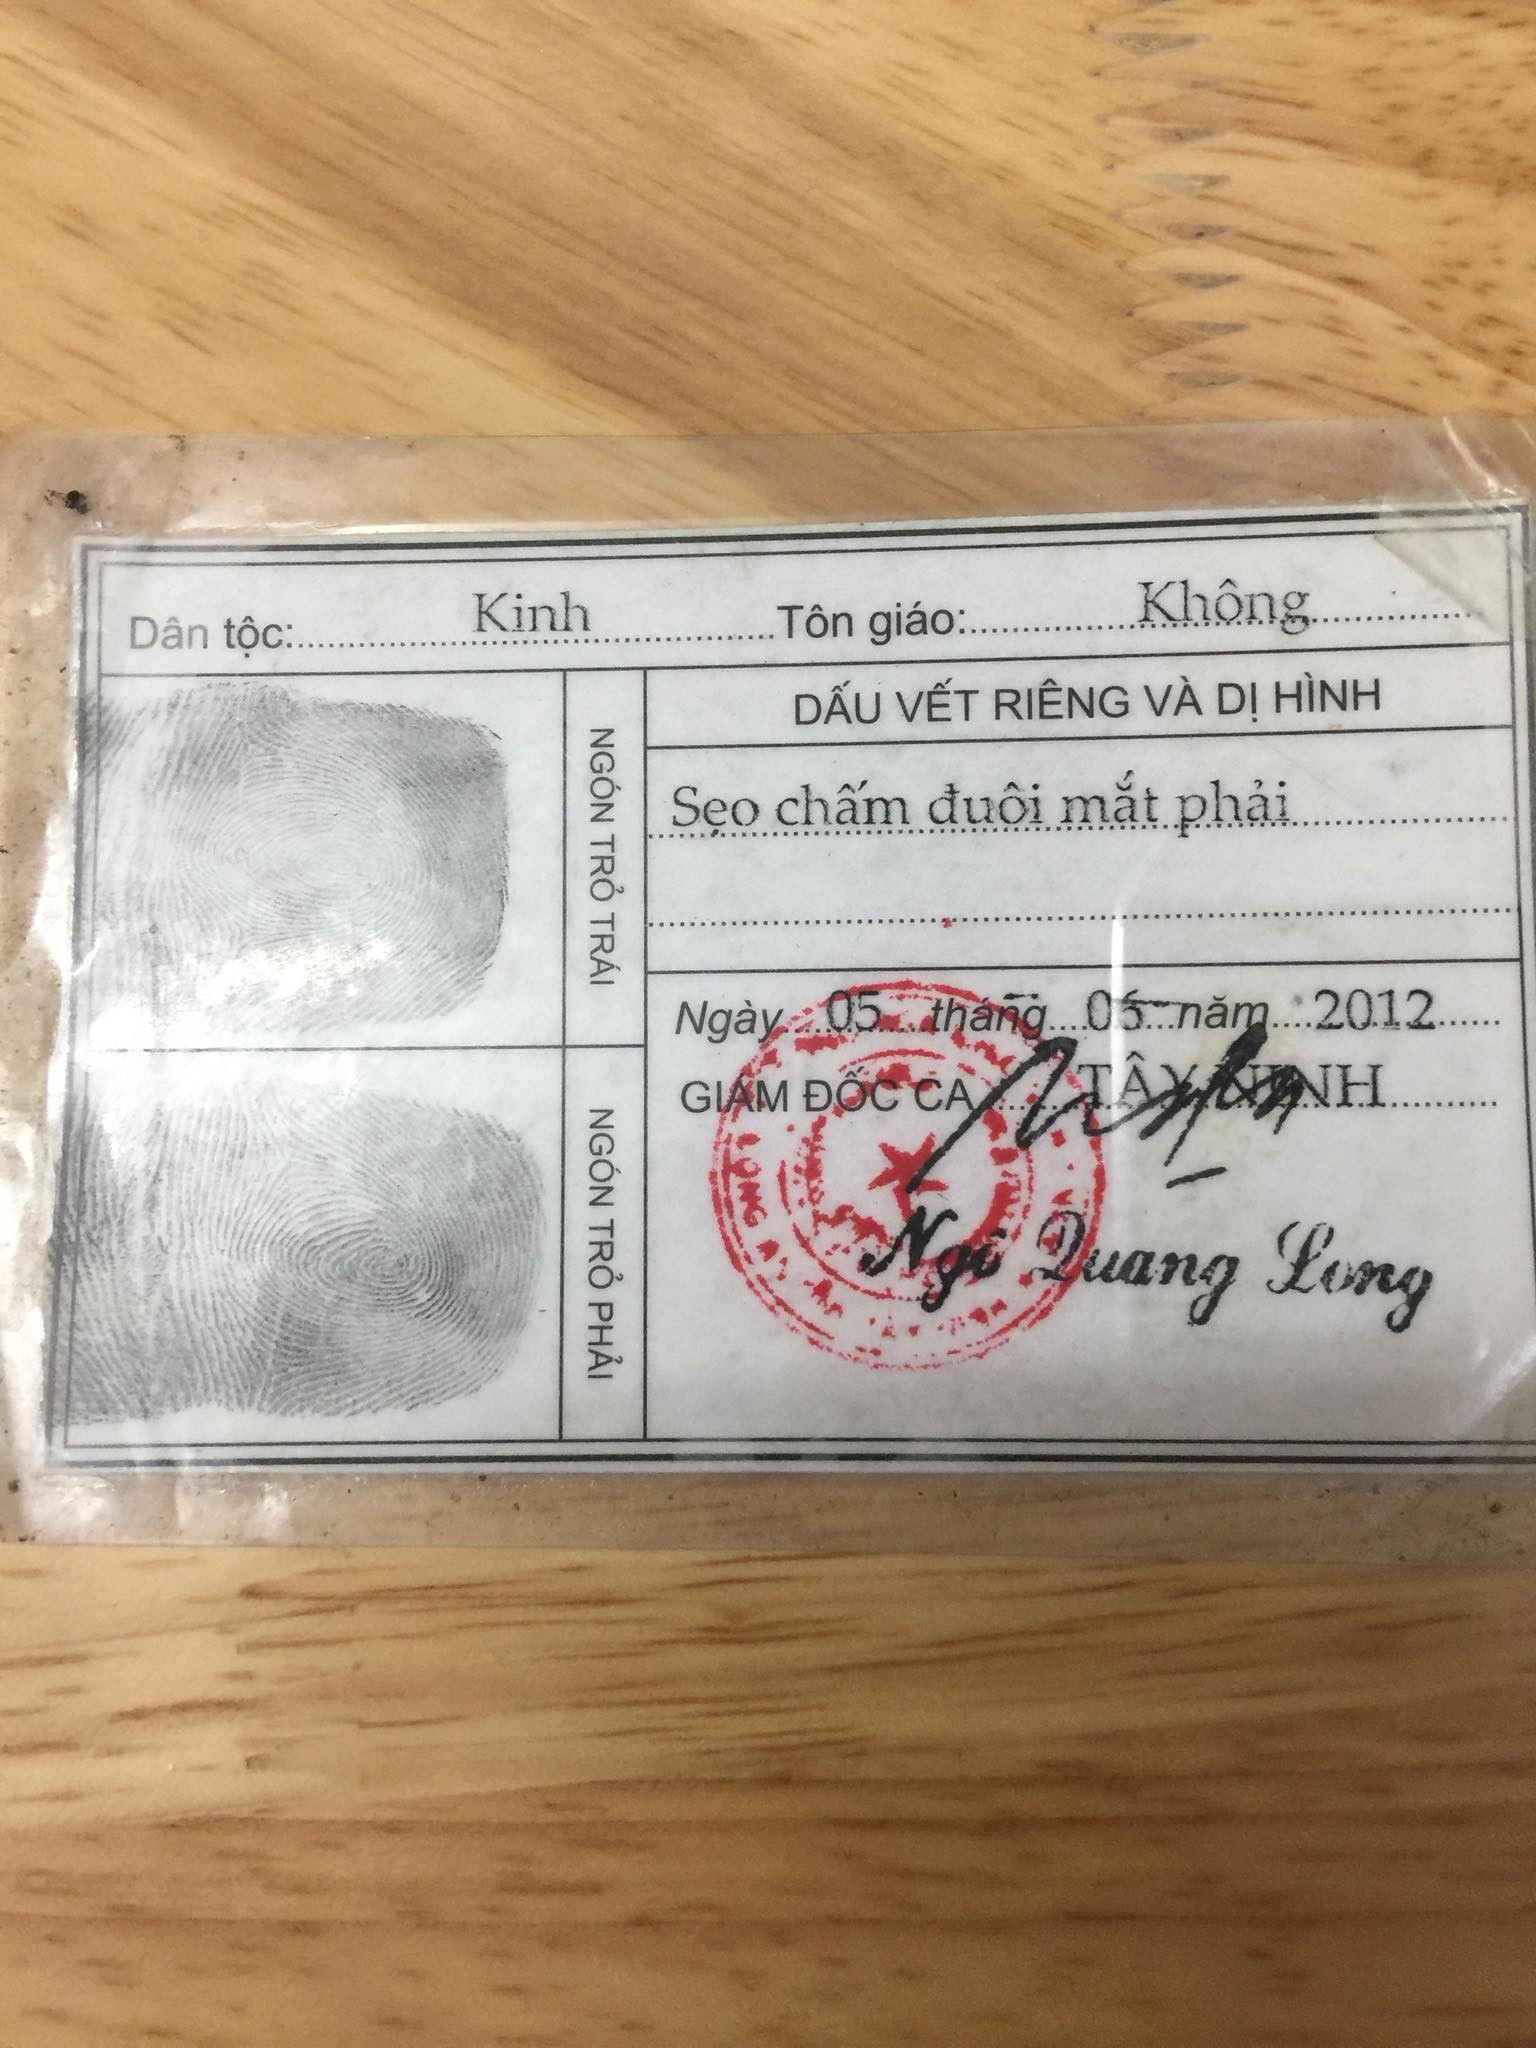 Dân tộc: Kinh Tôn giáo: Không
NGÓN TRỎ TRÁI
NGÓN TRỎ PHẢI
DẤU VẾT RIÊNG VÀ DỊ HÌNH
Sẹo chấm đuôi mắt phải
Ngày 05 tháng năm 2012
GIÁM ĐỐC CA TÂY NINH
Ngô Quang Long